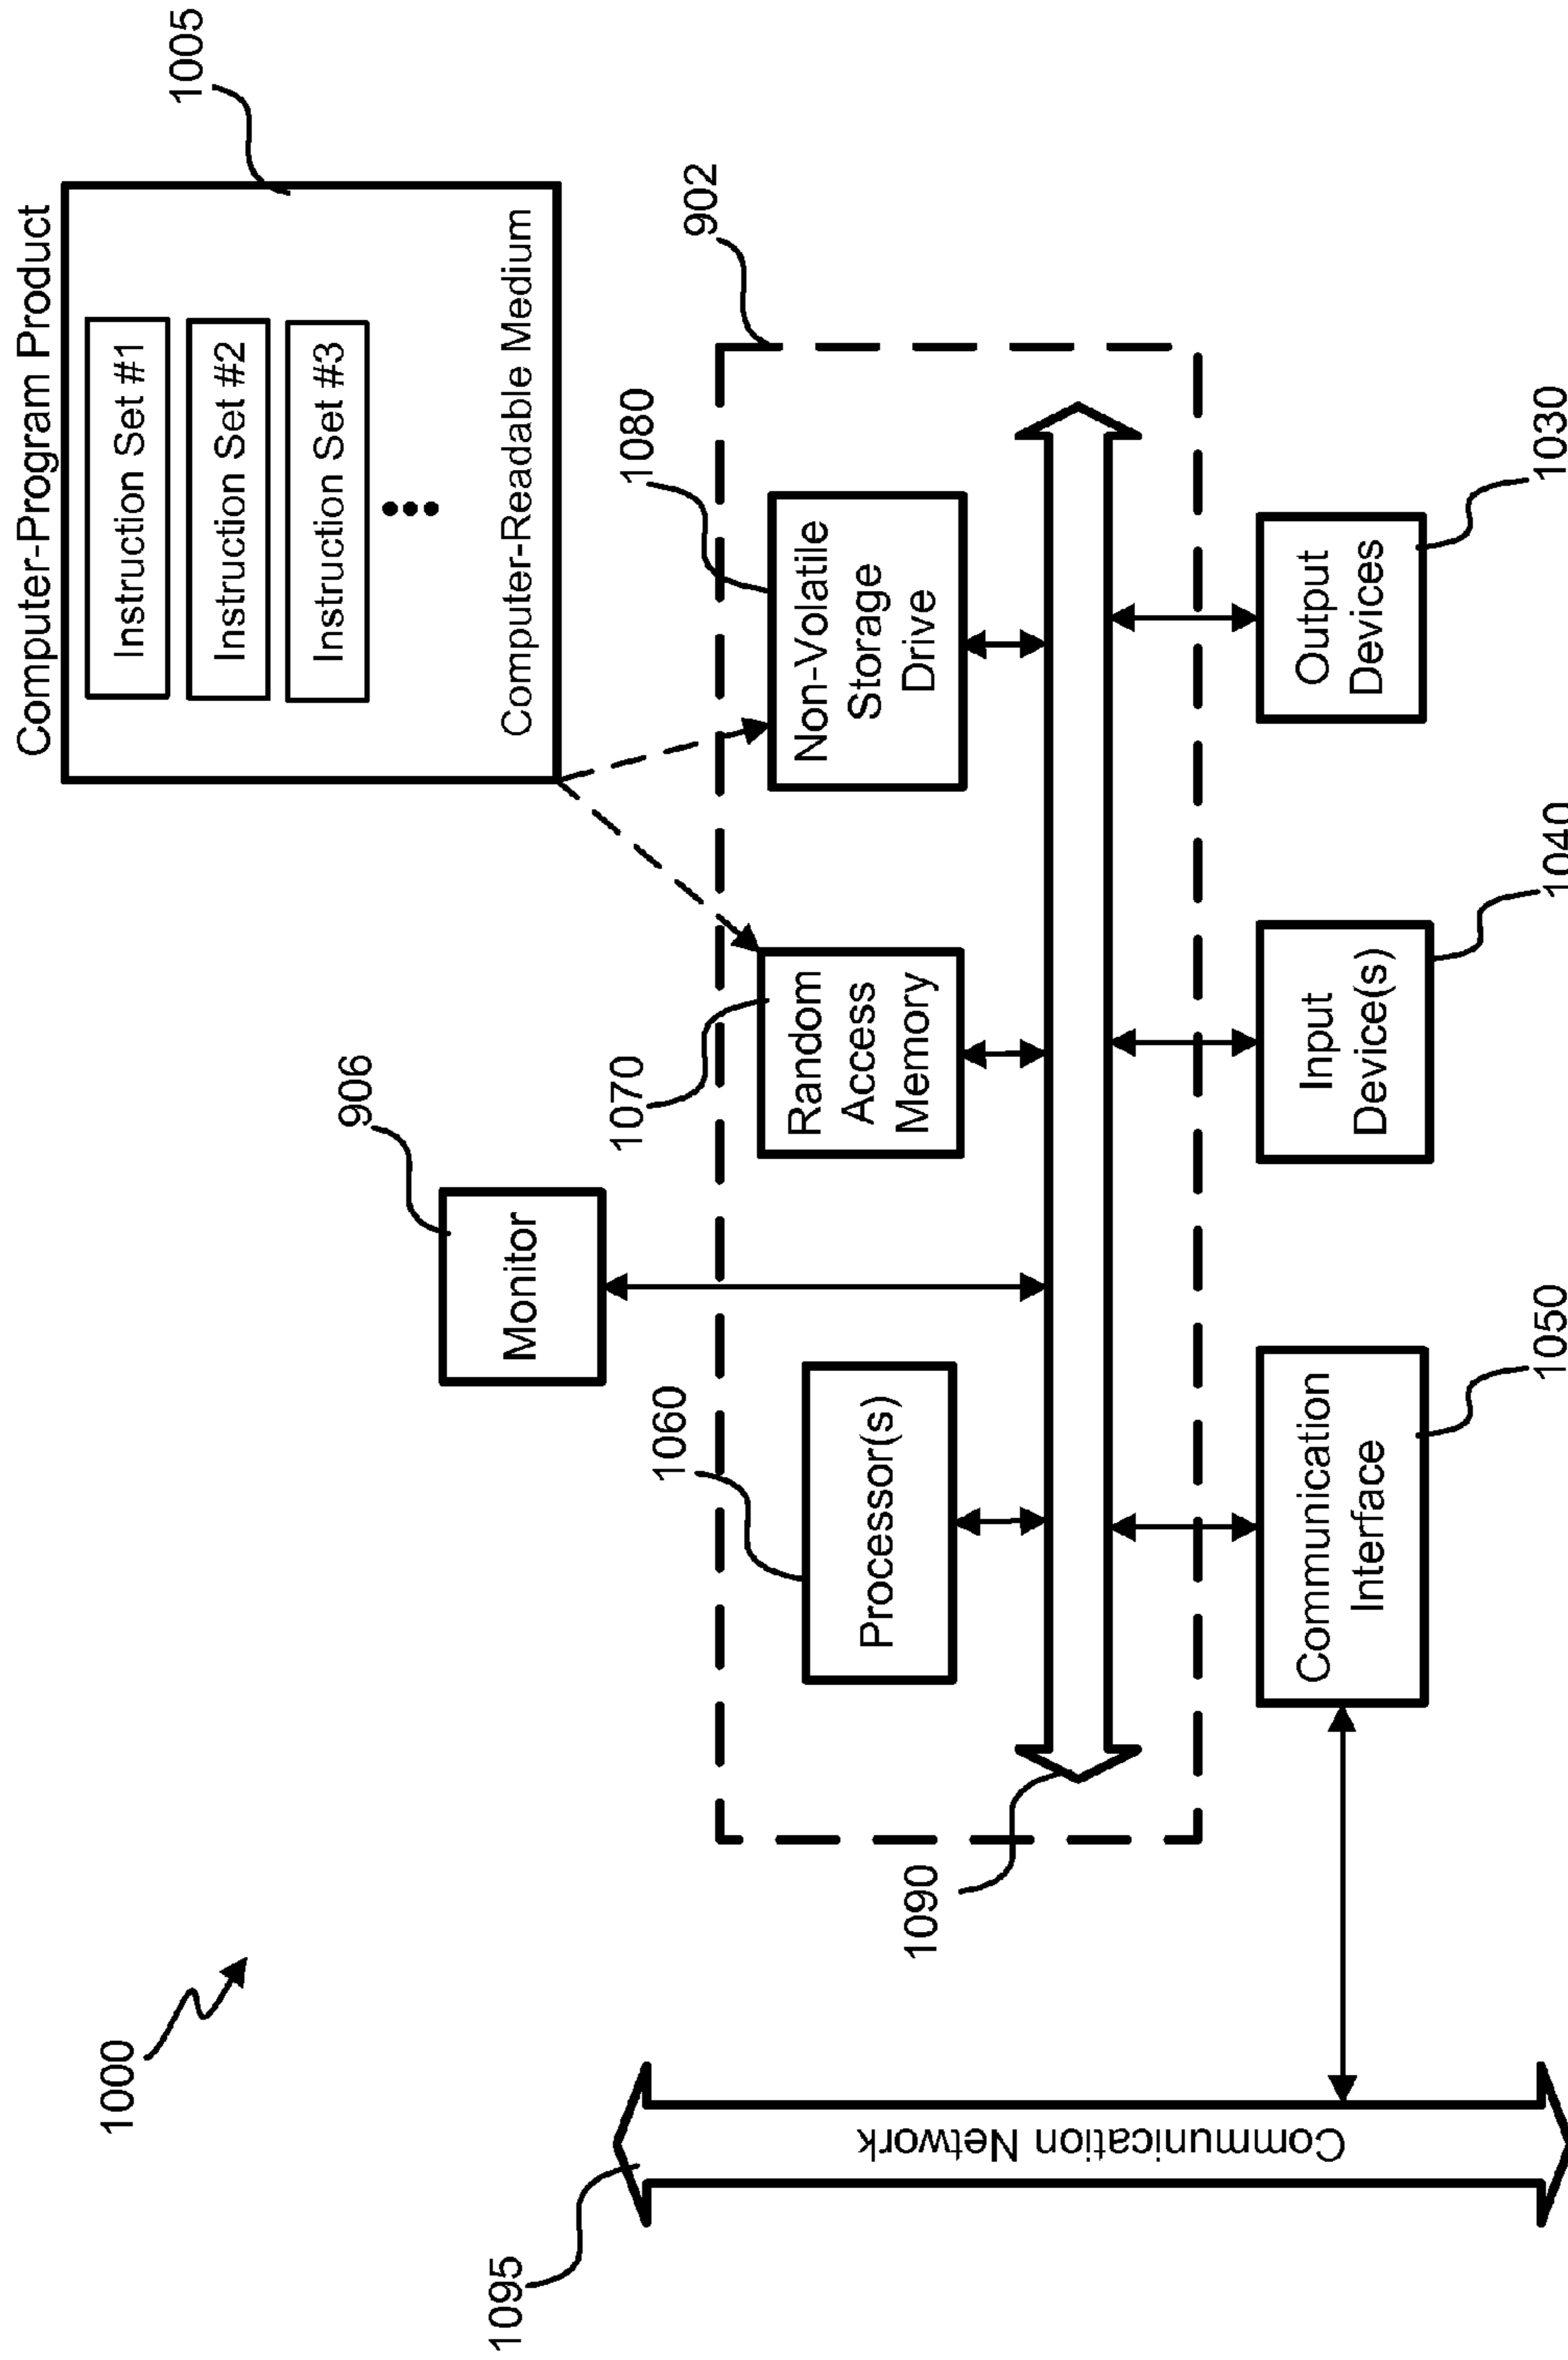 1000
Computer-Program Product
1005
Instruction Set #1
Instruction Set #2
Instruction Set #3
Computer-Readable Medium
906
Monitor
902
1060
1070
1080
Processor(s)
Random
Access
Memory
Non-Volatile
Storage
Drive
1090
1095
Communication Network
Communication
Interface
Input
Device(s)
Output
Devices
1050
1040
1030